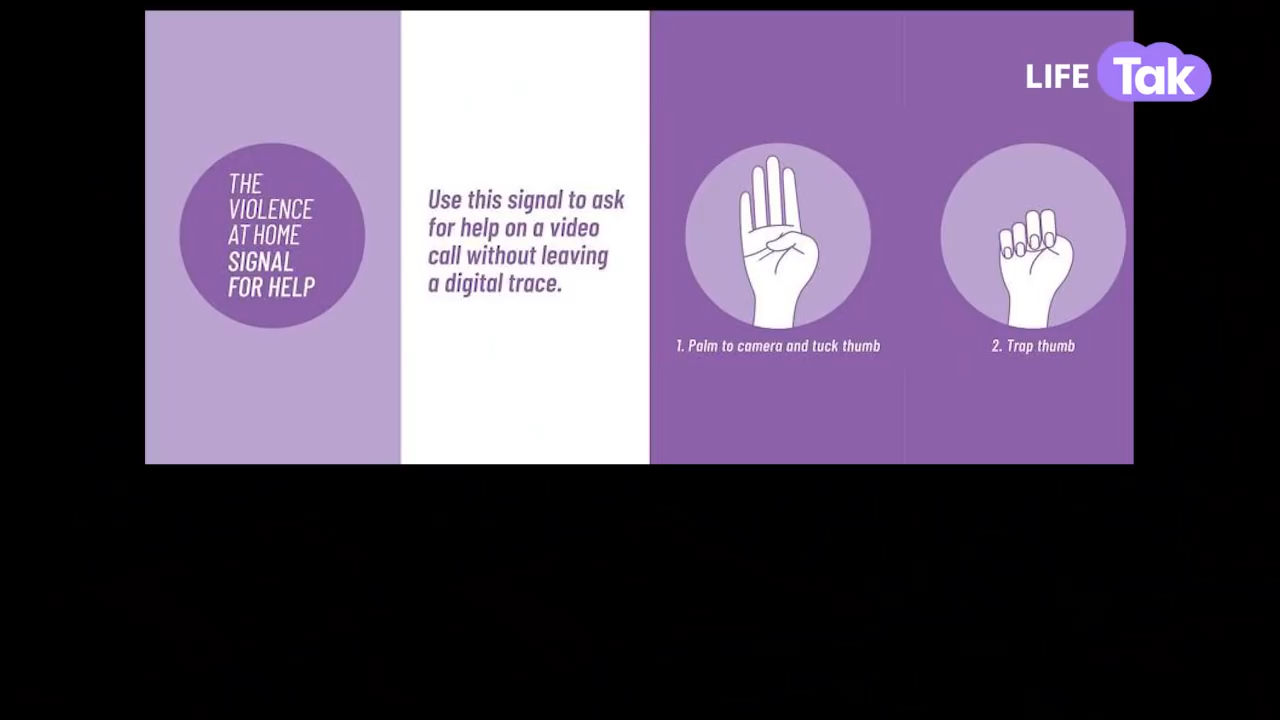 LIFE Tak
THE
VIOLENCE
AT HOME
SIGNAL
FOR HELP
Use this signal to ask
for help on a video
call without leaving
a digital trace.
1. Palm to camera and tuck thumb
2. Trap thumb